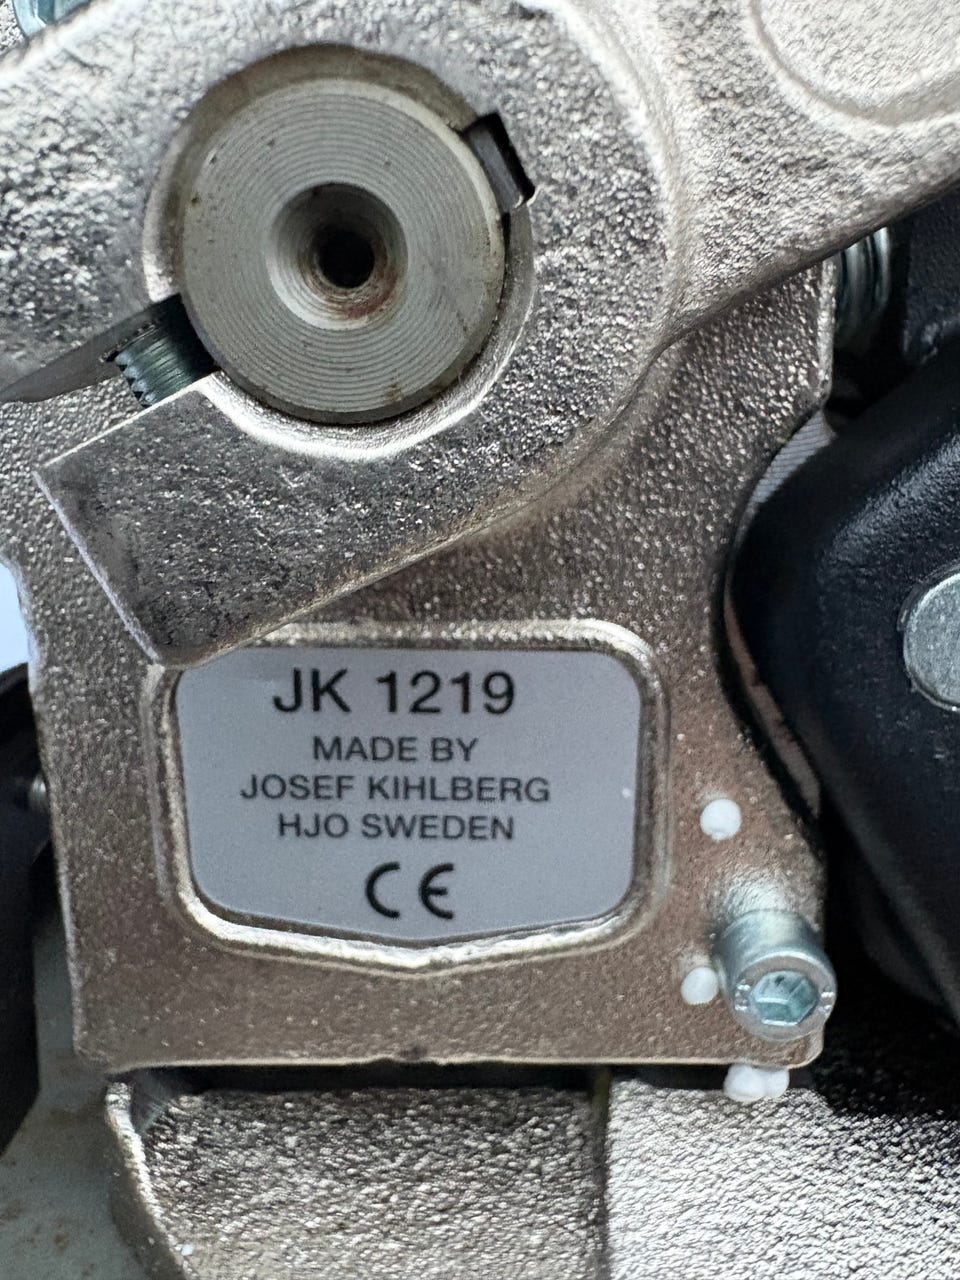 JK 1219
MADE BY
JOSEF KIHLBERG
HJO SWEDEN
CE